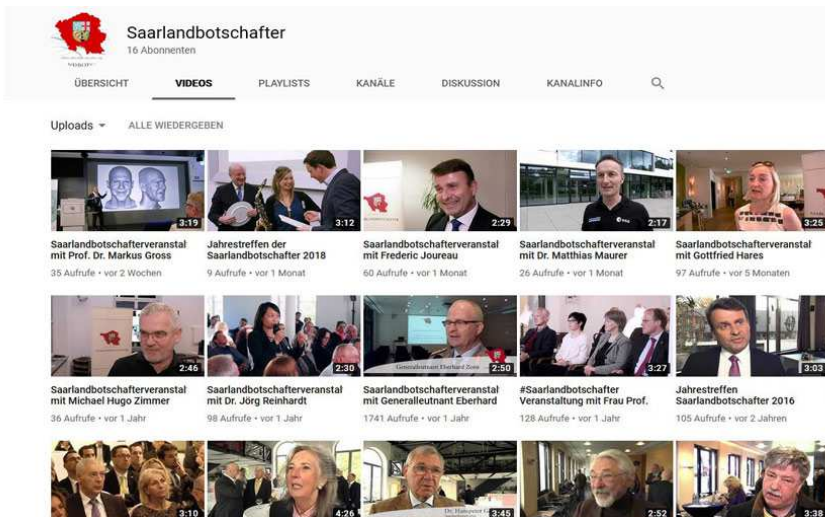 Saarlandbotschafter
16 Abonnenten
ÜBERSICHT VIDEOS PLAYLISTS KANÄLE DISKUSSION KANALINFO
Uploads ALLE WIEDERGEBEN
3:19 3:12 2:29 2:17 3:25
Saarlandbotschafterveranstal Jahrestreffen der Saarlandbotschafterveranstal Saarlandbotschafterveranstal Saarlandbotschafterveranstal
mit Prof. Dr. Markus Gross Saarlandbotschafter 2018 mit Frederic Joureau mit Dr. Matthias Maurer mit Gottfried Hares
35 Aufrufe • vor 2 Wochen 9 Aufrufe • vor 1 Monat 60 Aufrufe • vor 1 Monat 26 Aufrufe • vor 1 Monat 97 Aufrufe • vor 5 Monaten
Generalleutnant Eberhard Zorn
2:46 2:30 2:50 3:27 3:03
Saarlandbotschafterveranstal Saarlandbotschafterveranstal Saarlandbotschafterveranstal #Saarlandbotschafter Jahrestreffen
mit Michael Hugo Zimmer mit Dr. Jörg Reinhardt mit Generalleutnant Eberhard Veranstaltung mit Frau Prof. Saarlandbotschafter 2016
36 Aufrufe • vor 1 Jahr 98 Aufrufe • vor 1 Jahr 1741 Aufrufe • vor 1 Jahr 128 Aufrufe • vor 1 Jahr 105 Aufrufe • vor 2 Jahren
Dr. Hanspeter
3:10 4:26 3:45 2:52 3:38